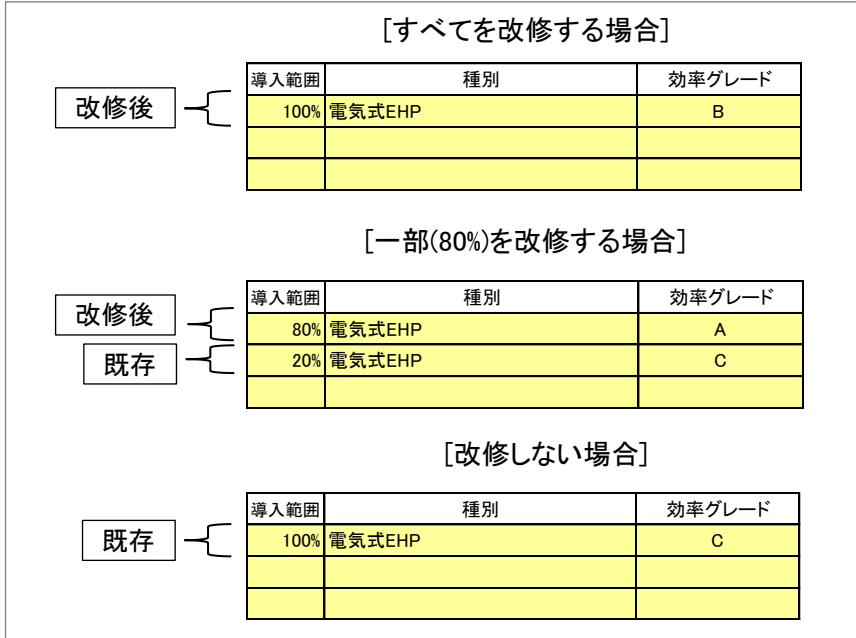 [すべてを改修する場合]
導入範囲 種別 効率グレード
改修後 100% 電気式EHP B
[一部(80%)を改修する場合]
導入範囲 種別 効率グレード
改修後 80% 電気式EHP A
既存 20% 電気式EHP C
[改修しない場合]
導入範囲 種別 効率グレード
既存 100% 電気式EHP C